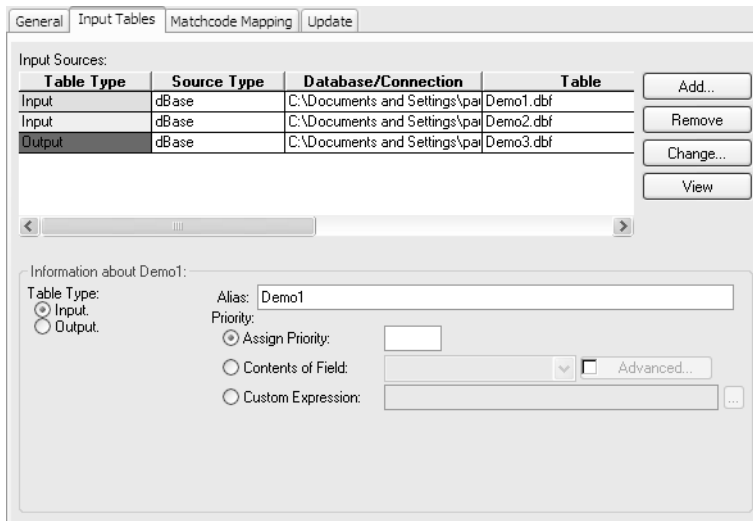 General Input Tables Matchcode Mapping Update
Input Sources:
Table Type Source Type Database/Connection Table
Input dBase C:\Documents and Settings\ Demo1.dbf
Input dBase C:\Documents and Settings\ Demo2.dbf
Output dBase C:\Documents and Settings\ Demo3.dbf
Add...
Remove
Change...
View
Information about Demo1:
Table Type:
Input.
Output.
Alias: Demo1
Priority:
Assign Priority:
Contents of Field: Advanced...
Custom Expression: ...